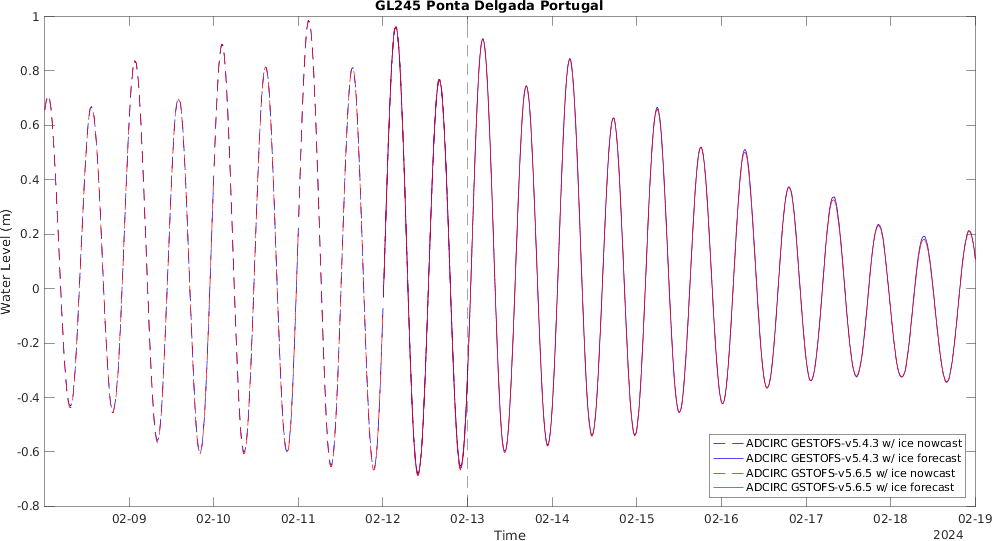 GL245 Ponta Delgada Portugal
1
0.8
0.6
0.4
0.2
0
-0.2
-0.4
-0.6
-0.8
Water Level (m)
ADCIRC GESTOFS-v5.4.3 w/ ice nowcast
ADCIRC GESTOFS-v5.4.3 w/ ice forecast
ADCIRC GSTOFS-v5.6.5 w/ ice nowcast
ADCIRC GSTOFS-v5.6.5 w/ ice forecast
02-09 02-10 02-11 02-12 02-13 02-14 02-15 02-16 02-17 02-18 02-19
Time
2024